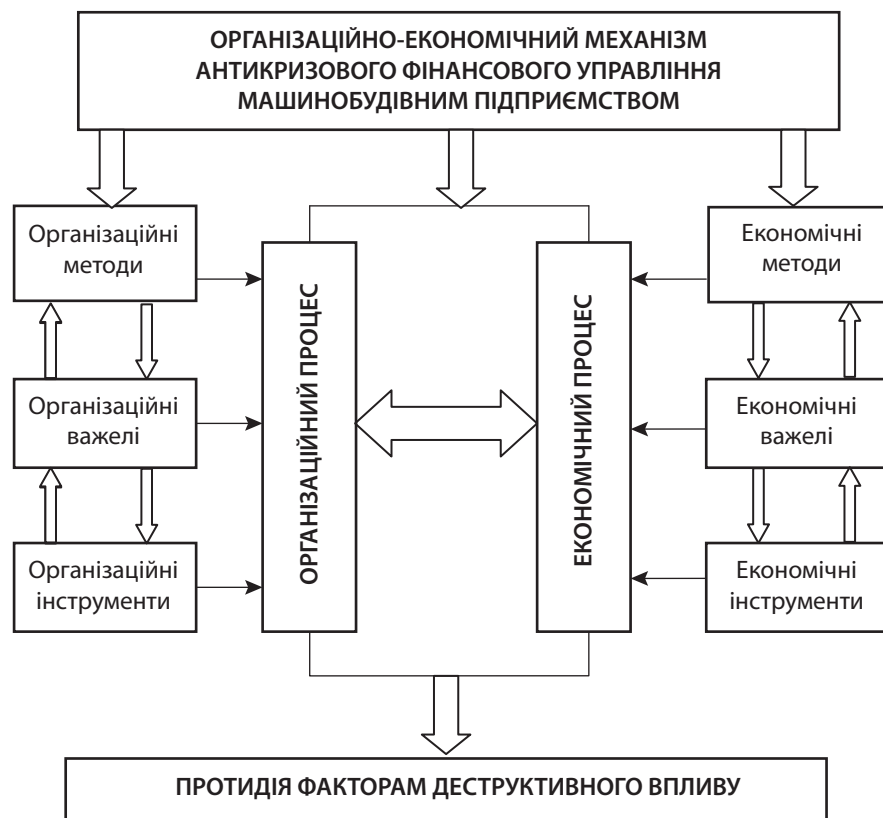 ОРГАНІЗАЦІЙНО-ЕКОНОМІЧНИЙ МЕХАНІЗМ
АНТИКРИЗОВОГО ФІНАНСОВОГО УПРАВЛІННЯ
МАШИНОБУДІВНИМ ПІДПРИЄМСТВОМ
Організаційні
методи
Організаційні
важелі
Організаційні
інструменти
ОРГАНІЗАЦІЙНИЙ ПРОЦЕС
ЕКОНОМІЧНИЙ ПРОЦЕС
Економічні
методи
Економічні
важелі
Економічні
інструменти
ПРОТИДІЯ ФАКТОРАМ ДЕСТРУКТИВНОГО ВПЛИВУ